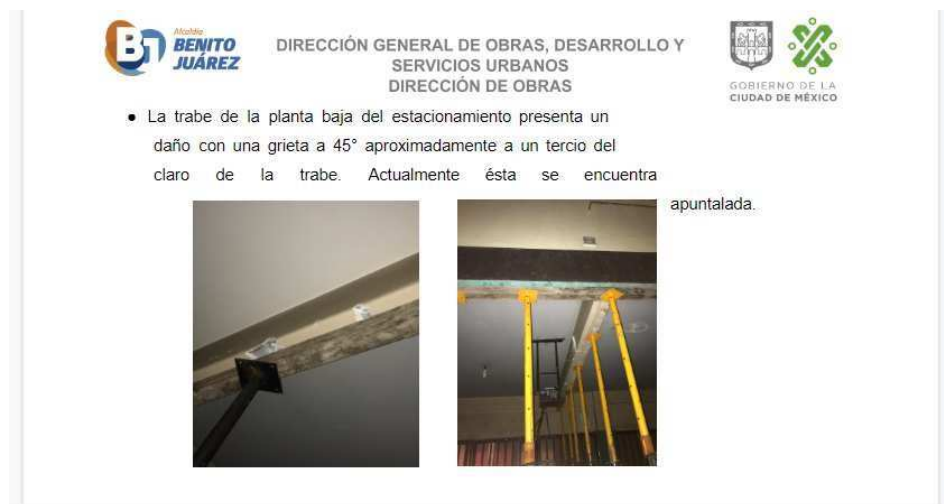 Alcaldía
BENITO
JUÁREZ
DIRECCIÓN GENERAL DE OBRAS, DESARROLLO Y
SERVICIOS URBANOS
DIRECCIÓN DE OBRAS
GOBIERNO DE LA
CIUDAD DE MÉXICO
● La trabe de la planta baja del estacionamiento presenta un
daño con una grieta a 45° aproximadamente a un tercio del
claro de la trabe. Actualmente ésta se encuentra
apuntalada.